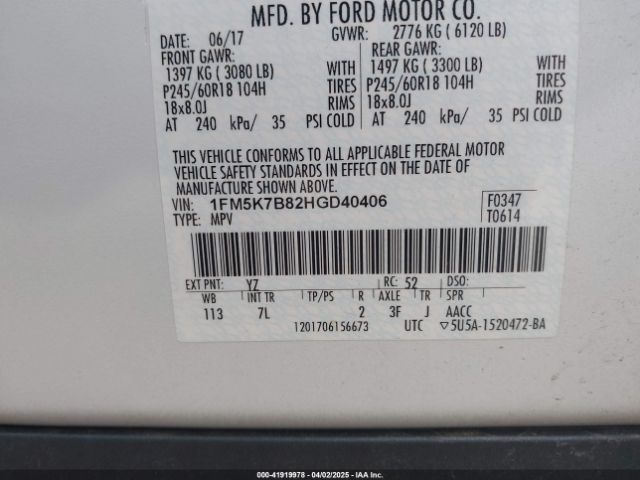 MFD. BY FORD MOTOR CO.
DATE: 06/17 GVWR: 2776 KG ( 6120 LB)
FRONT GAWR: REAR GAWR:
1397 KG ( 3080 LB) WITH 1497 KG ( 3300 LB) WITH
P245/60R18 104H TIRES P245/60R18 104H TIRES
18x8.0J RIMS 18x8.0J RIMS
AT 240 kPa/ 35 PSI COLD AT 240 kPa/ 35 PSI COLD
THIS VEHICLE CONFORMS TO ALL APPLICABLE FEDERAL MOTOR
VEHICLE SAFETY STANDARDS IN EFFECT ON THE DATE OF
MANUFACTURE SHOWN ABOVE.
VIN: 1FM5K7B82HGD40406 F0347
TYPE: MPV T0614
EXT PNT: YZ RC: 52 DSO:
WB INT TR TP/PS R AXLE TR SPR
113 7L 2 3F J AACC
1201706156673 UTC ▽5U5A-1520472-BA
000-41919978 - 04/02/2025 - IAAI, Inc.